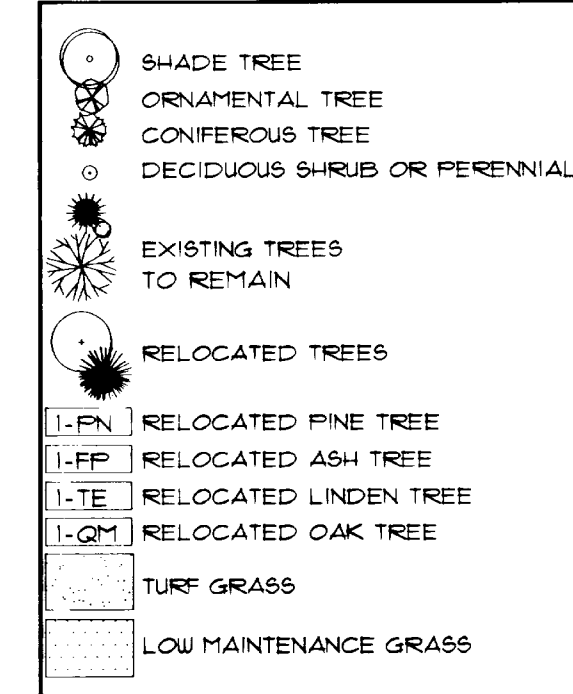 SHADE TREE
ORNAMENTAL TREE
CONIFEROUS TREE
DECIDUOUS SHRUB OR PERENNIAL
EXISTING TREES
TO REMAIN
RELOCATED TREES
1-PN RELOCATED PINE TREE
1-FP RELOCATED ASH TREE
1-TE RELOCATED LINDEN TREE
1-QM RELOCATED OAK TREE
TURF GRASS
LOW MAINTENANCE GRASS